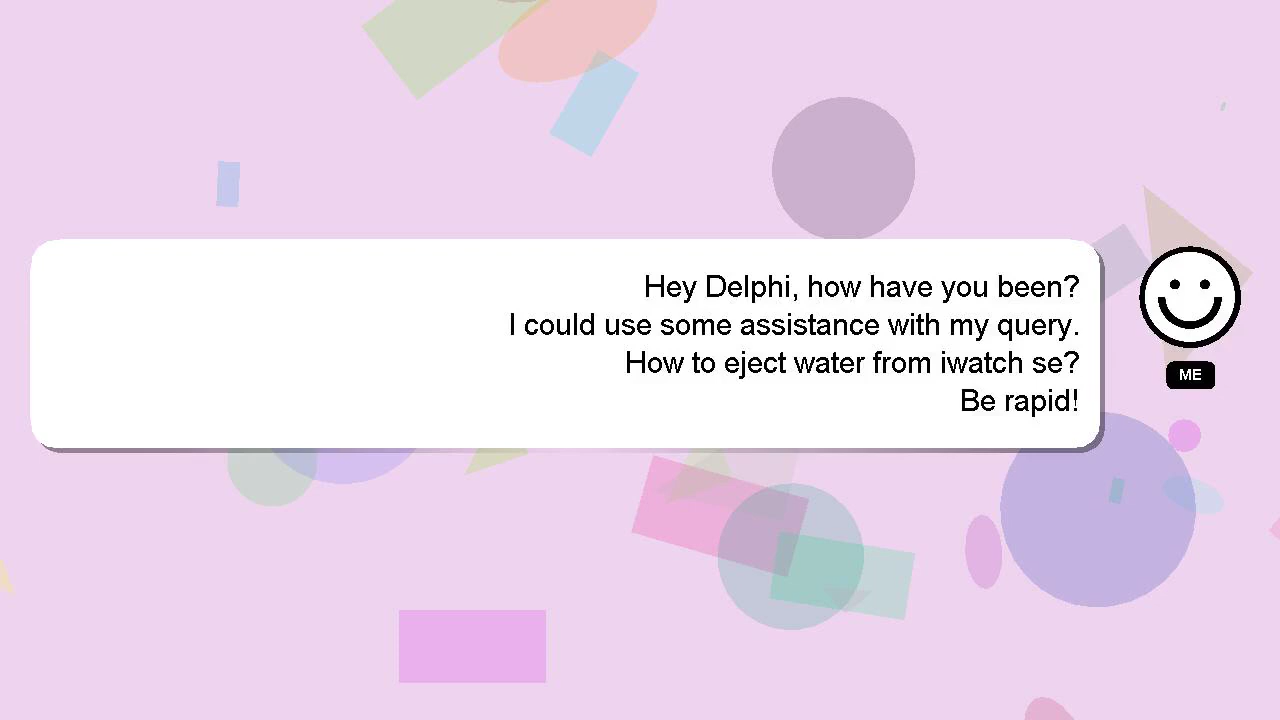 Hey Delphi, how have you been?
I could use some assistance with my query.
How to eject water from iwatch se?
Be rapid!
ME